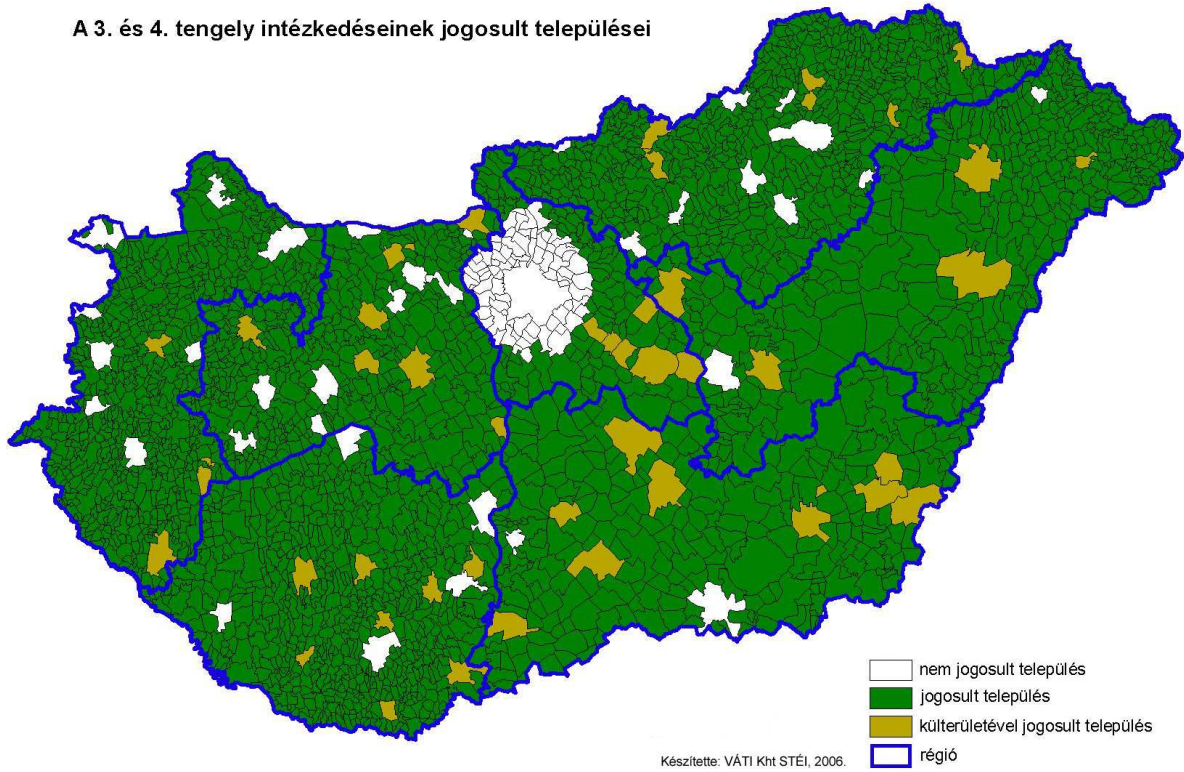 A 3. és 4. tengely intézkedéseinek jogosult települései
nem jogosult település
jogosult település
külterületével jogosult település
régió
Készítette: VÁTI Kht STÉI, 2006.